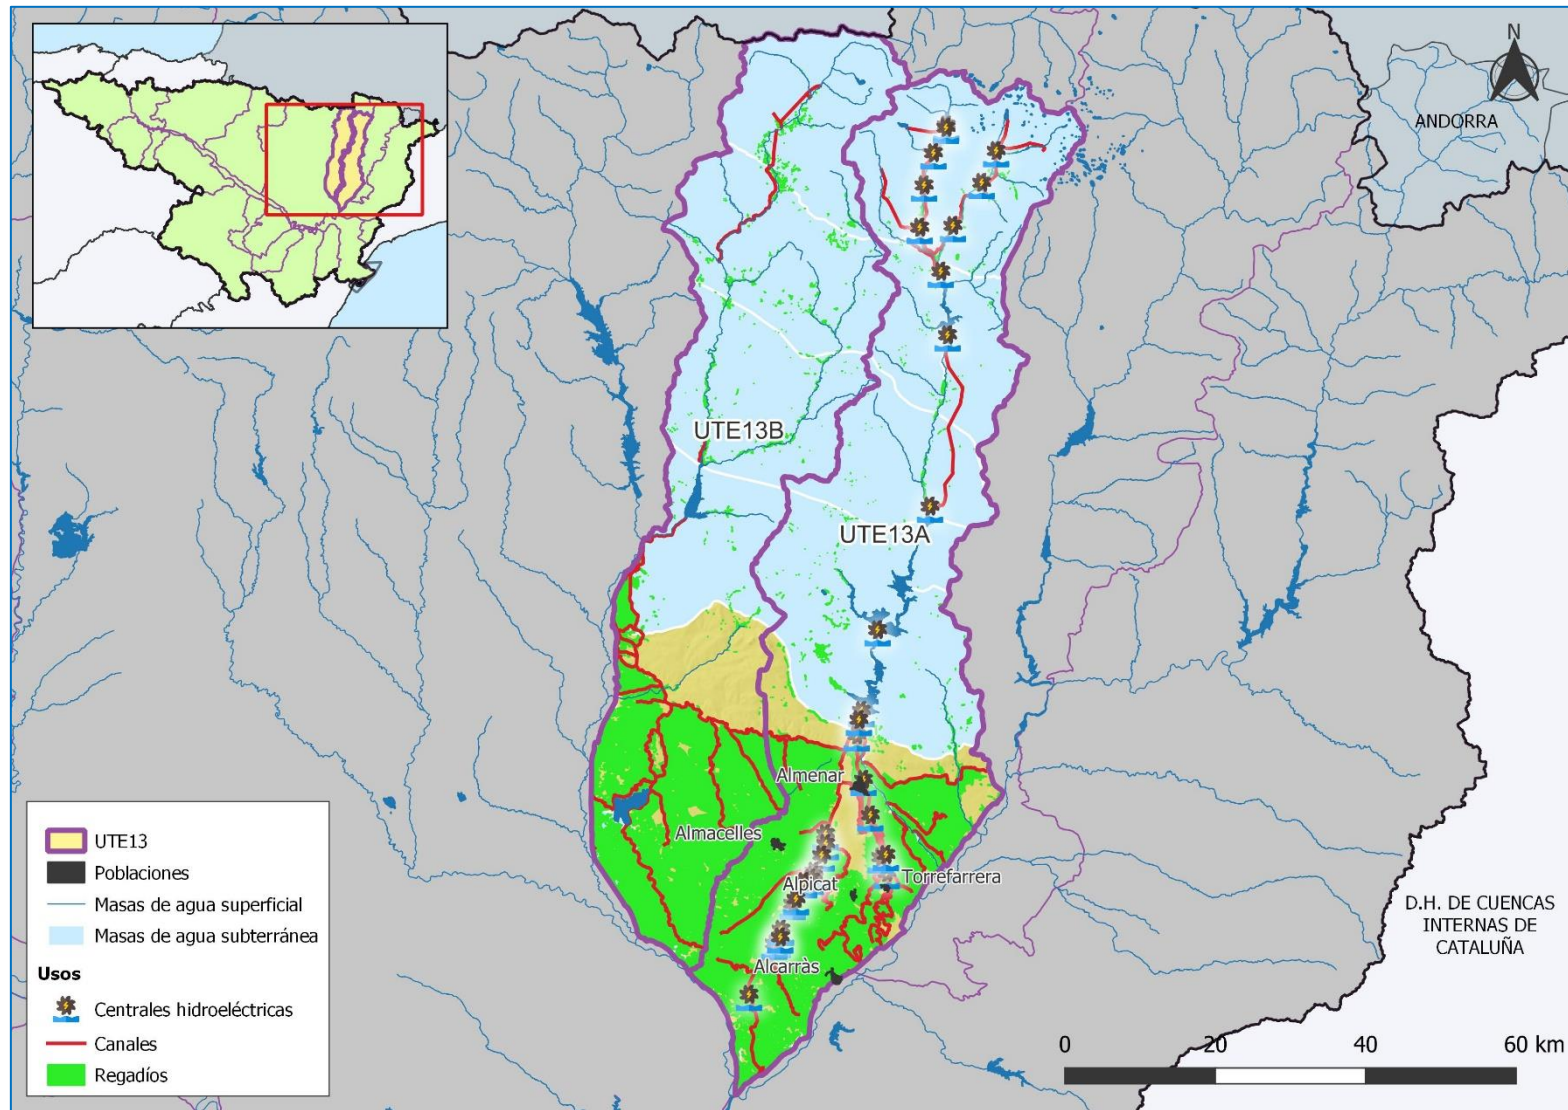 N
ANDORRA
UTE13B
UTE13A
Almenar
Almacelles
Alpicat
Torrefarrera
Alcarràs
D.H. DE CUENCAS
INTERNAS DE
CATALUÑA
UTE13
Poblaciones
Masas de agua superficial
Masas de agua subterránea
Usos
Centrales hidroeléctricas
Canales
Regadíos
0 20 40 60 km